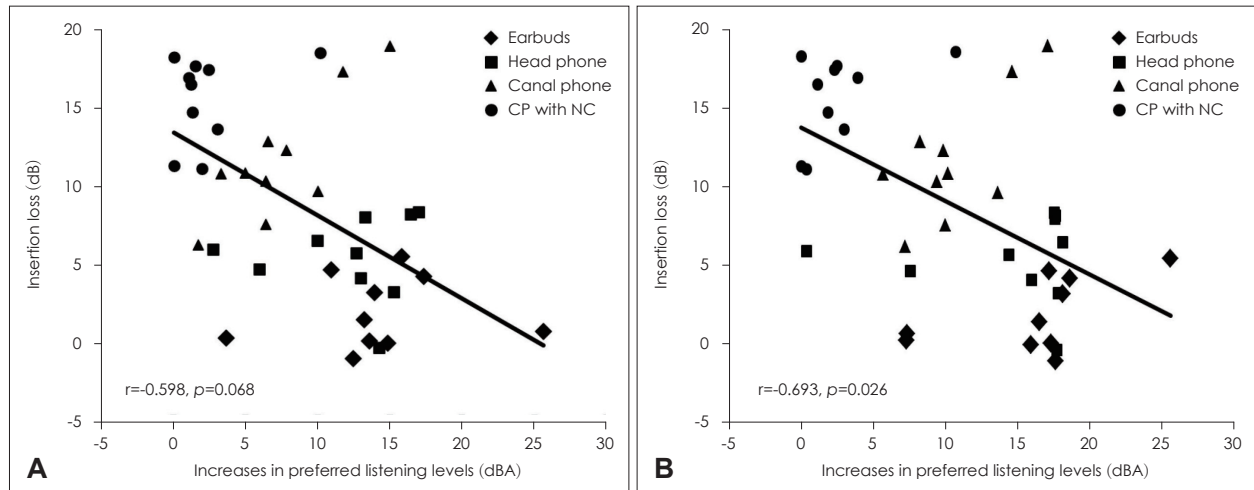 20
15
10
5
0
-5
Insertion loss (dB)
Earbuds
Head phone
Canal phone
CP with NC
r=-0.598, p=0.068
-5 0 5 10 15 20 25 30
Increases in preferred listening levels (dBA)
A
20
15
10
5
0
-5
Insertion loss (dB)
Earbuds
Head phone
Canal phone
CP with NC
r=-0.693, p=0.026
-5 0 5 10 15 20 25 30
Increases in preferred listening levels (dBA)
B